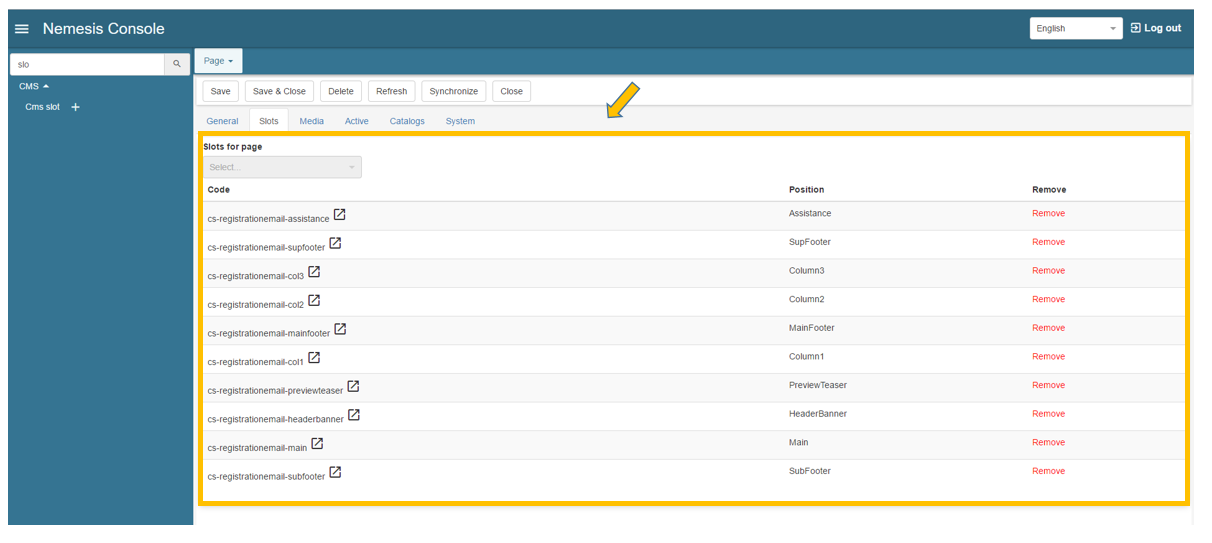 Nemesis Console
English
Log out
slo
Page
CMS
Cms slot
Save Save & Close Delete Refresh Synchronize Close
General Slots Media Active Catalogs System
Slots for page
Select...
Code Position Remove
cs-registrationemail-assistance Assistance Remove
cs-registrationemail-supfooter SupFooter Remove
cs-registrationemail-col3 Column3 Remove
cs-registrationemail-col2 Column2 Remove
cs-registrationemail-mainfooter MainFooter Remove
cs-registrationemail-col1 Column1 Remove
cs-registrationemail-previewteaser PreviewTeaser Remove
cs-registrationemail-headerbanner HeaderBanner Remove
cs-registrationemail-main Main Remove
cs-registrationemail-subfooter SubFooter Remove